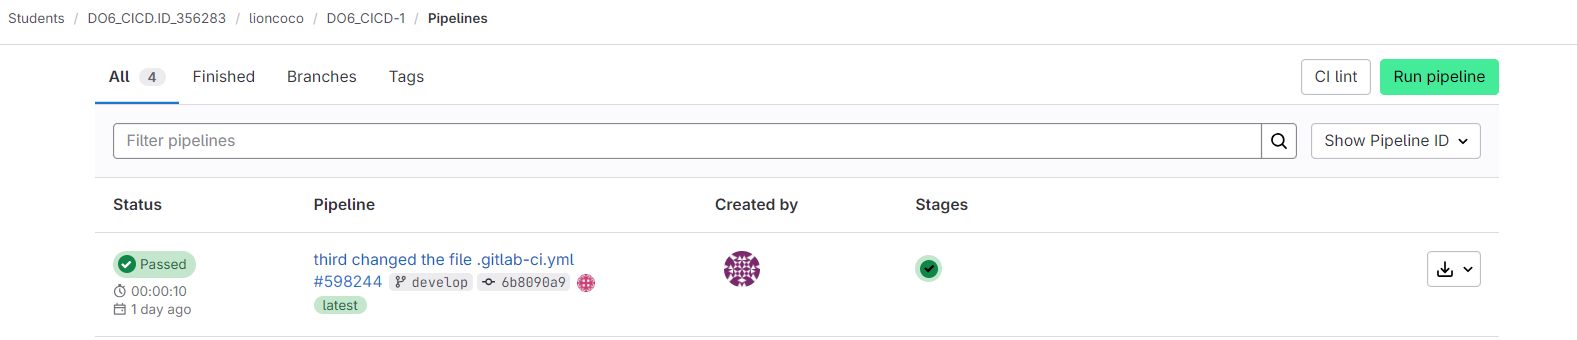 Students / DO6_CICD.ID_356283 / lioncoco / DO6_CICD-1 / Pipelines
All 4 Finished Branches Tags CI lint Run pipeline
Filter pipelines Show Pipeline ID
Status Pipeline Created by Stages
Passed third changed the file .gitlab-ci.yml
#598244 develop 6b8090a9
00:00:10
latest
1 day ago